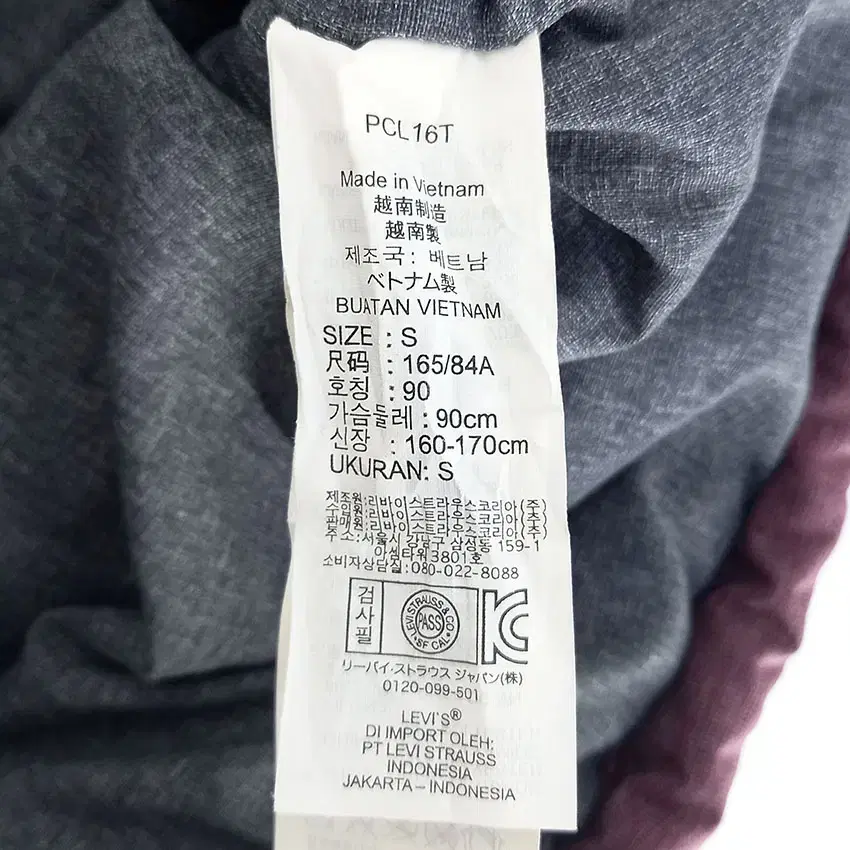 PCL16T
Made in Vietnam
越南制造
越南製
제조국: 베트남
ベトナム製
BUATAN VIETNAM
SIZE : S
尺码 : 165/84A
호칭 : 90
가슴둘레 : 90cm
신장 : 160-170cm
UKURAN: S
제조원:리바이스트라우스코리아(주)
수입원:리바이스트라우스코리아(주)
판매원:리바이스트라우스코리아(주)
주 소:서울시 강남구 삼성동 159-1
아셈타워3801호
소비자상담실:080-022-8088
검사필
LEVI STRAUSS & CO
PASS
SF CAL
リーバイ·ストラウス ジャパン(株)
0120-099-501
LEVI'S®
DI IMPORT OLEH:
PT LEVI STRAUSS
INDONESIA
JAKARTA – INDONESIA